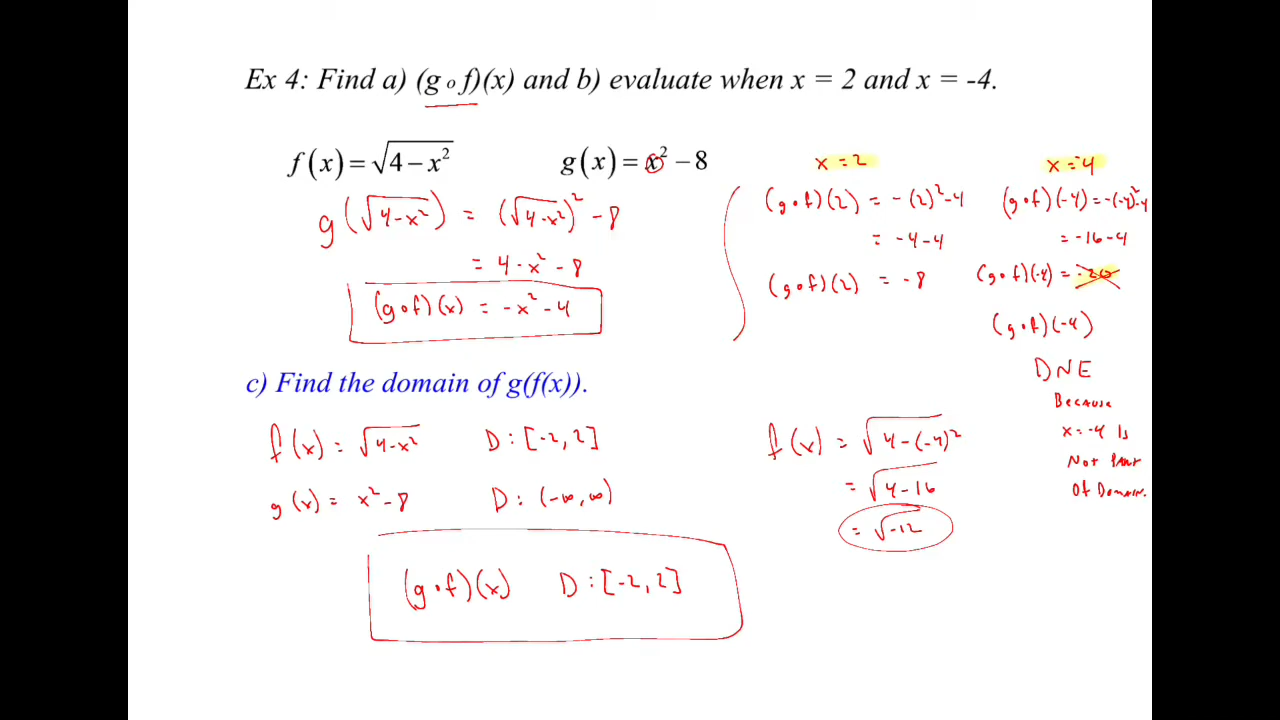 Ex 4: Find a) (g ∘ f)(x) and b) evaluate when x = 2 and x = -4.
f(x) = √(4 − x²)
g(x) = x² − 8
g(√(4-x²)) = (√(4-x²))² - 8
= 4 - x² - 8
(g∘f)(x) = -x² - 4
x = 2
(g∘f)(2) = -(2)² - 4
= -4 - 4
(g∘f)(2) = -8
x = -4
(g∘f)(-4) = -(-4)² - 4
= -16 - 4
(g∘f)(-4) = -20
(g∘f)(-4)
DNE
Because
x = -4 Is
Not Part
Of Domain.
c) Find the domain of g(f(x)).
f(x) = √(4-x²) D: [-2, 2]
g(x) = x² - 8 D: (-∞, ∞)
(g∘f)(x) D: [-2, 2]
f(x) = √(4-(-4)²)
= √(4-16)
= √-12